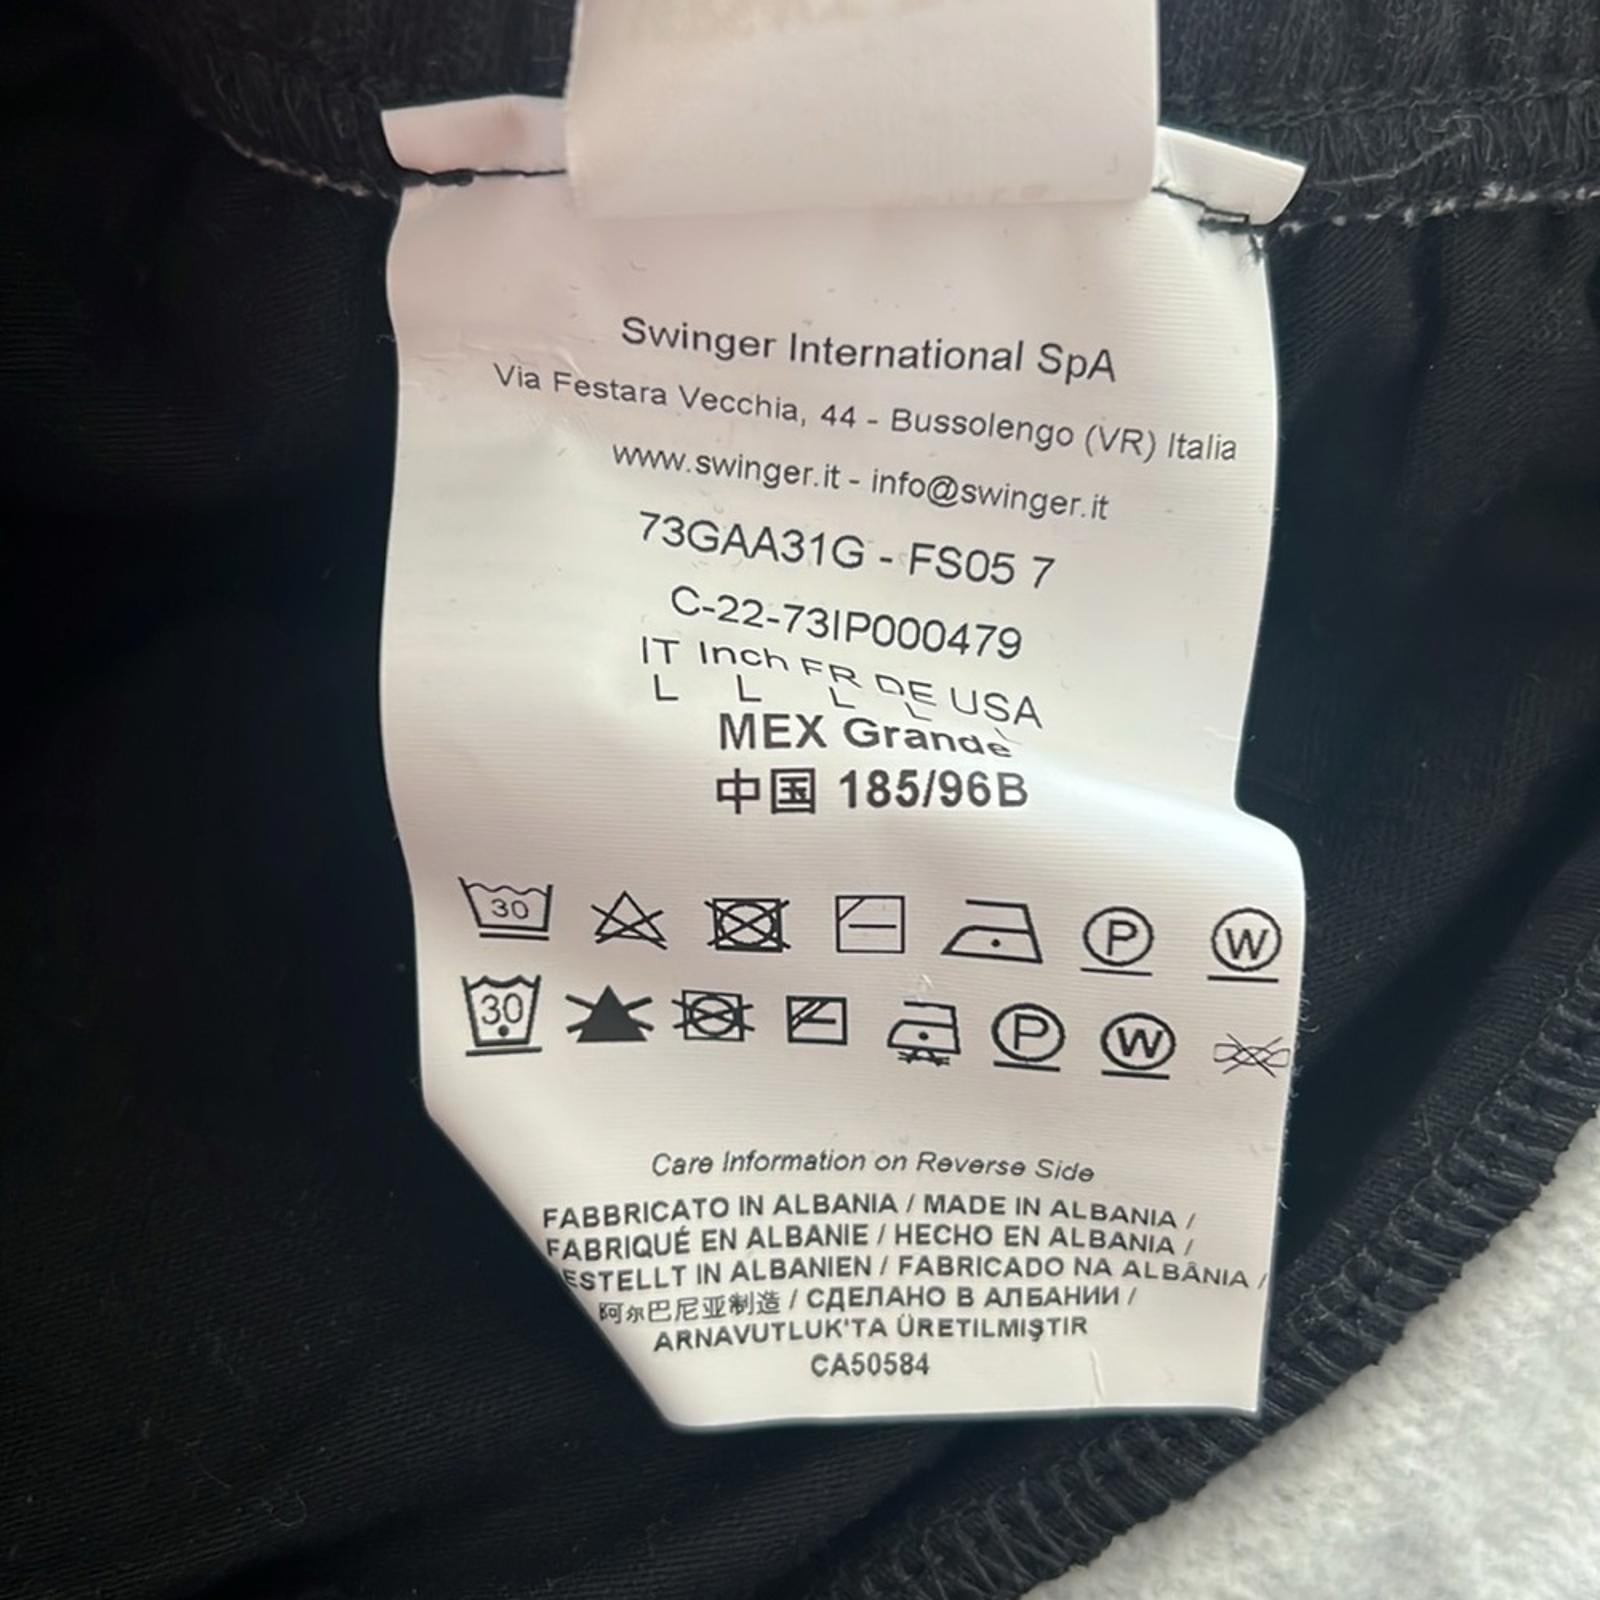 Swinger International SpA
Via Festara Vecchia, 44 - Bussolengo (VR) Italia
www.swinger.it - info@swinger.it
73GAA31G - FS05 7
C-22-73IP000479
IT Inch FR DE USA
L L L L L
MEX Grande
中国 185/96B
30 P W
30 P W
Care Information on Reverse Side
FABBRICATO IN ALBANIA / MADE IN ALBANIA /
FABRIQUÉ EN ALBANIE / HECHO EN ALBANIA /
ESTELLT IN ALBANIEN / FABRICADO NA ALBÂNIA /
阿尔巴尼亚制造 / СДЕЛАНО В АЛБАНИИ /
ARNAVUTLUK'TA ÜRETILMIŞTIR
CA50584